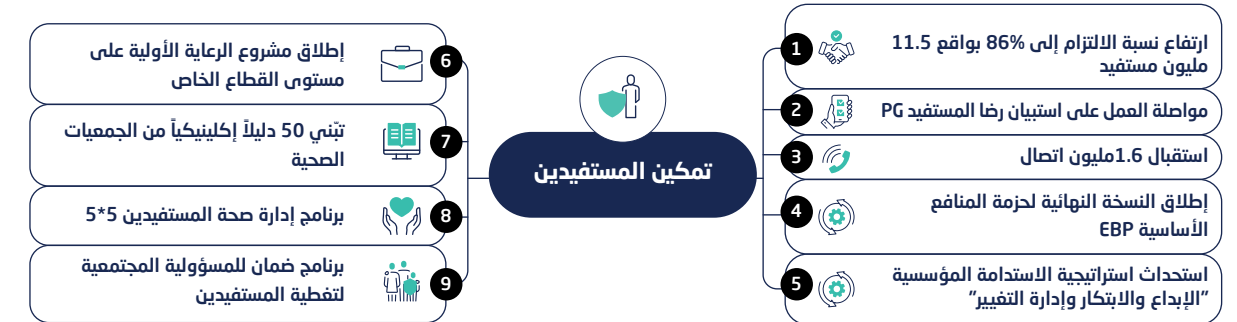 تمكين المستفيدين
1
ارتفاع نسبة الالتزام إلى 86% بواقع 11.5
مليون مستفيد
2
مواصلة العمل على استبيان رضا المستفيد PG
3
استقبال 1.6مليون اتصال
4
إطلاق النسخة النهائية لحزمة المنافع
الأساسية EBP
5
استحداث استراتيجية الاستدامة المؤسسية
"الإبداع والابتكار وإدارة التغيير"
6
إطلاق مشروع الرعاية الأولية على
مستوى القطاع الخاص
7
تبّني 50 دليلاً إكلينيكياً من الجمعيات
الصحية
8
برنامج إدارة صحة المستفيدين 5*5
9
برنامج ضمان للمسؤولية المجتمعية
لتغطية المستفيدين